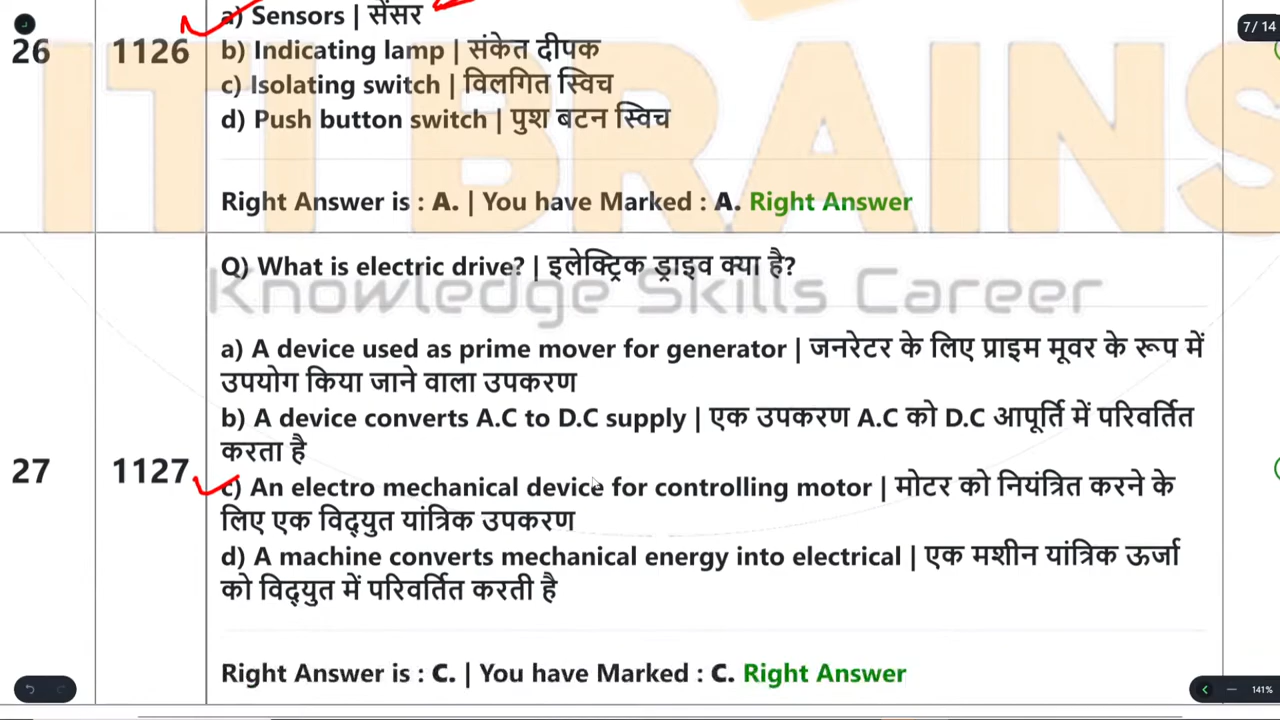 7 / 14
a) Sensors | सेंसर
26
1126
b) Indicating lamp | संकेत दीपक
c) Isolating switch | विलगित स्विच
d) Push button switch | पुश बटन स्विच
ITI BRAINS
Right Answer is : A. | You have Marked : A. Right Answer
Q) What is electric drive? | इलेक्ट्रिक ड्राइव क्या है?
Knowledge Skills Career
a) A device used as prime mover for generator | जनरेटर के लिए प्राइम मूवर के रूप में
उपयोग किया जाने वाला उपकरण
b) A device converts A.C to D.C supply | एक उपकरण A.C को D.C आपूर्ति में परिवर्तित
करता है
27
1127
c) An electro mechanical device for controlling motor | मोटर को नियंत्रित करने के
लिए एक विद्युत यांत्रिक उपकरण
d) A machine converts mechanical energy into electrical | एक मशीन यांत्रिक ऊर्जा
को विद्युत में परिवर्तित करती है
Right Answer is : C. | You have Marked : C. Right Answer
141%